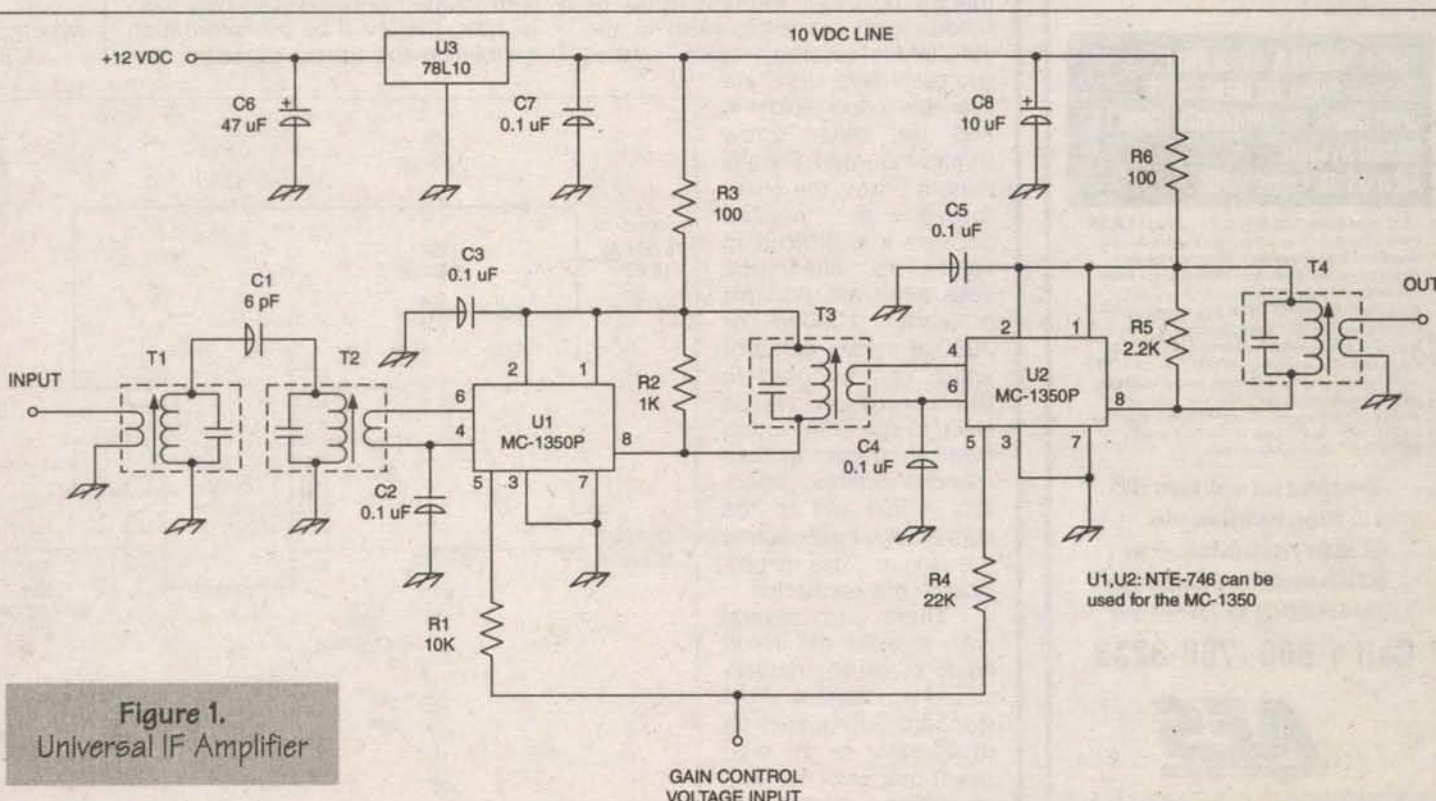 +12 VDC
U3
78L10
10 VDC LINE
C6
47 uF
+
C7
0.1 uF
C8
10 uF
+
R3
100
R6
100
C5
0.1 uF
C3
0.1 uF
C1
6 pF
T1
T2
T3
T4
INPUT
OUT
2
1
6
4
U1
MC-1350P
8
5
3
7
R2
1K
C2
0.1 uF
2
1
4
6
U2
MC-1350P
8
5
3
7
R5
2.2K
C4
0.1 uF
R1
10K
R4
22K
U1,U2: NTE-746 can be
used for the MC-1350
Figure 1.
Universal IF Amplifier
GAIN CONTROL
VOLTAGE INPUT